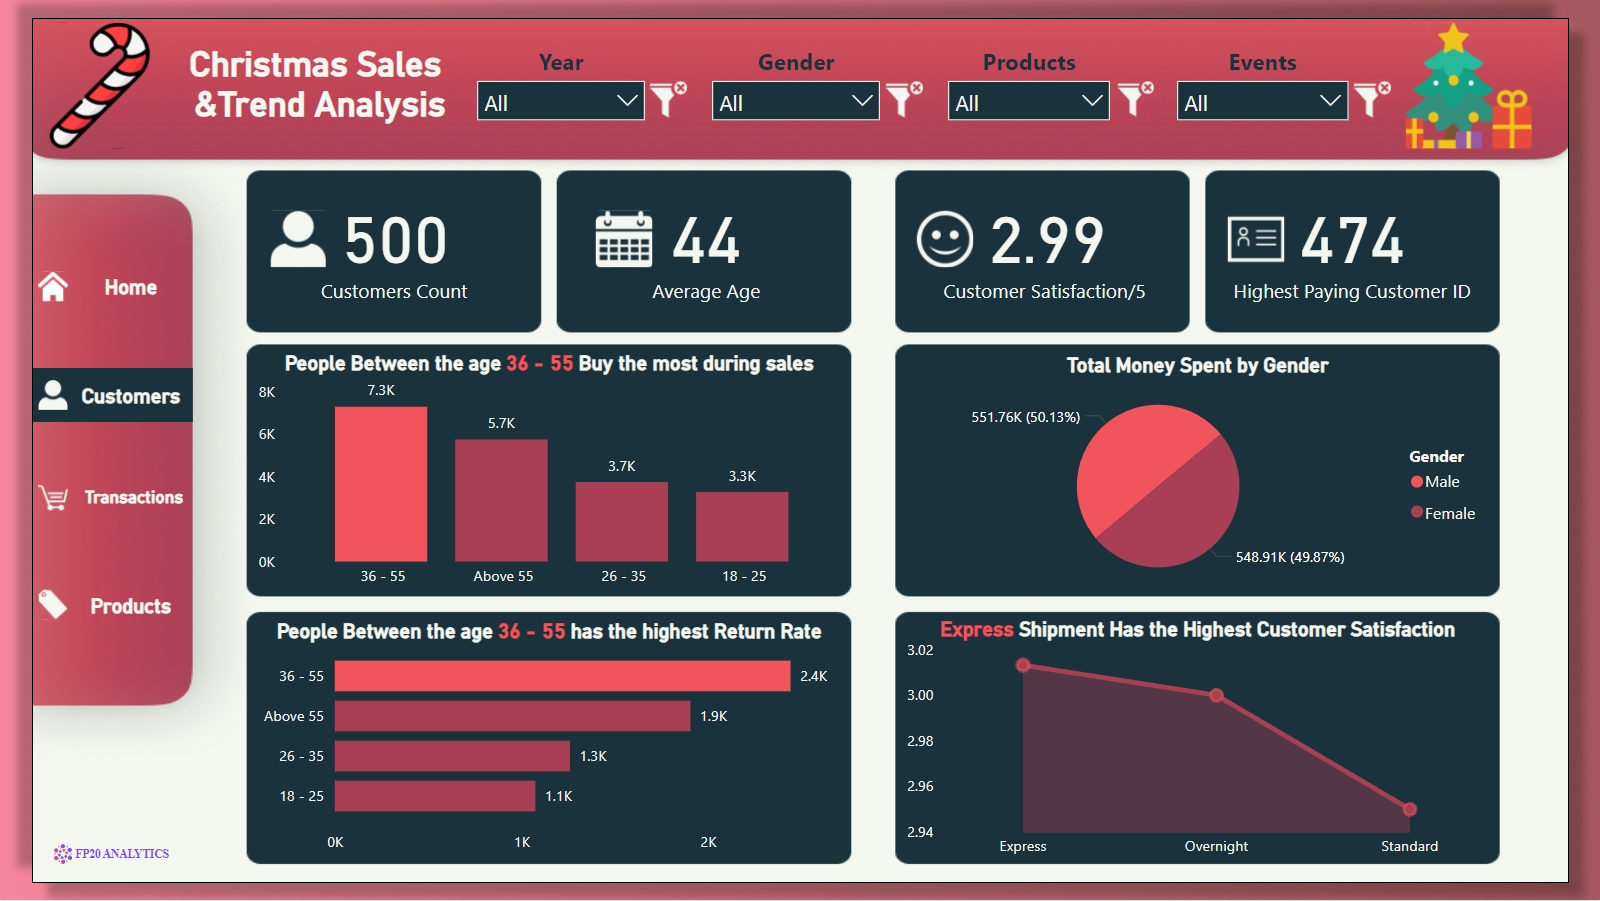 Christmas Sales
&Trend Analysis
Year
Gender
Products
Events
All
All
All
All
Home
Customers
Transactions
Products
FP20 ANALYTICS
500
Customers Count
44
Average Age
2.99
Customer Satisfaction/5
474
Highest Paying Customer ID
People Between the age 36 - 55 Buy the most during sales
8K
6K
4K
2K
0K
7.3K
5.7K
3.7K
3.3K
36 - 55
Above 55
26 - 35
18 - 25
Total Money Spent by Gender
551.76K (50.13%)
548.91K (49.87%)
Gender
Male
Female
People Between the age 36 - 55 has the highest Return Rate
36 - 55
2.4K
Above 55
1.9K
26 - 35
1.3K
18 - 25
1.1K
0K
1K
2K
Express Shipment Has the Highest Customer Satisfaction
3.02
3.00
2.98
2.96
2.94
Express
Overnight
Standard